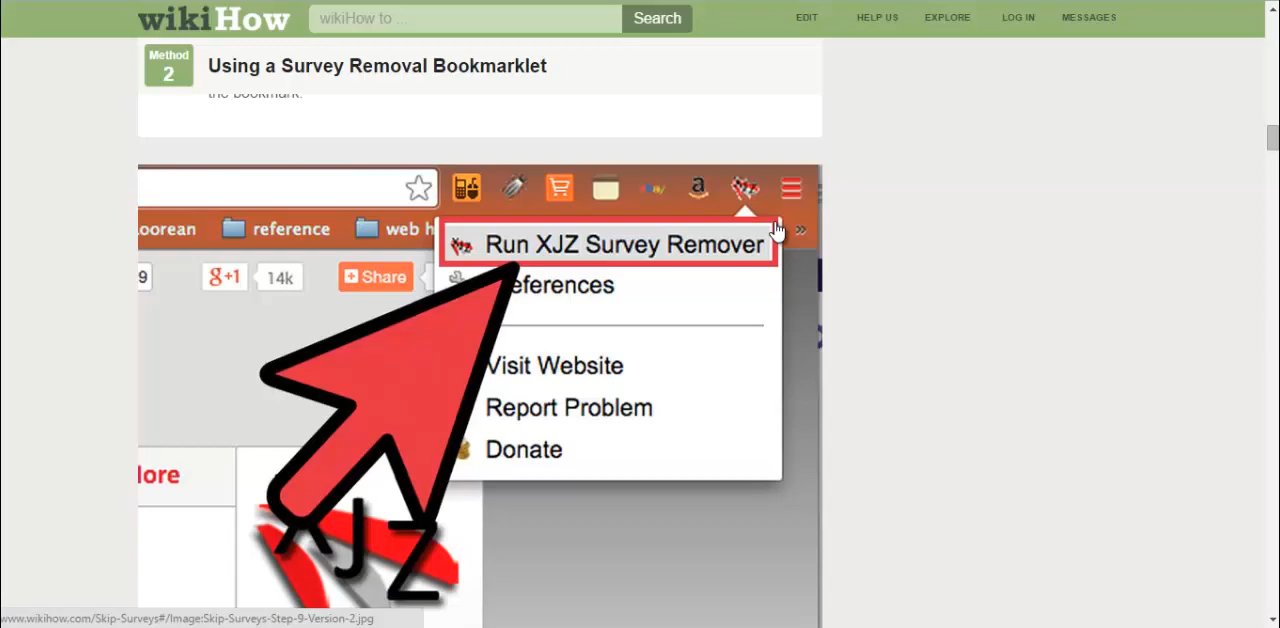 wikiHow wikiHow to ... Search EDIT HELP US EXPLORE LOG IN MESSAGES
Method
2
Using a Survey Removal Bookmarklet
the bookmark.
a
oorean reference web h »
Run XJZ Survey Remover
9 g+1 14k Share
eferences
Visit Website
Report Problem
Donate
lore
XJZ
www.wikihow.com/Skip-Surveys#/Image:Skip-Surveys-Step-9-Version-2.jpg